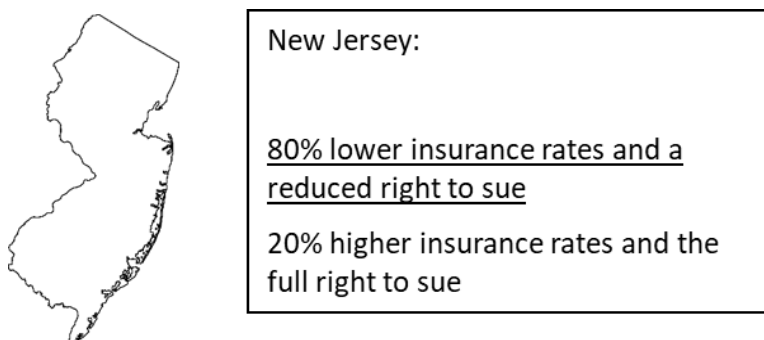 New Jersey:
80% lower insurance rates and a
reduced right to sue
20% higher insurance rates and the
full right to sue